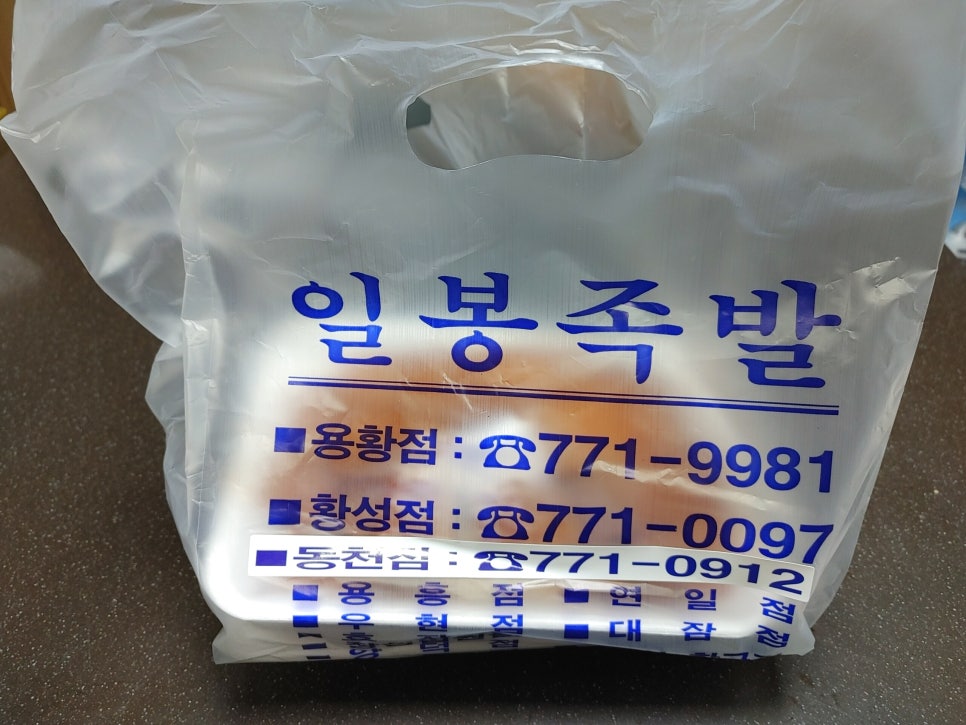 일봉족발
■용황점 : ☎771-9981
■황성점 : ☎771-0097
■동천점 : ☎771-0912
■ 용 흥 점 ■ 연 일 점
■ 우 현 점 ■ 대 잠 점